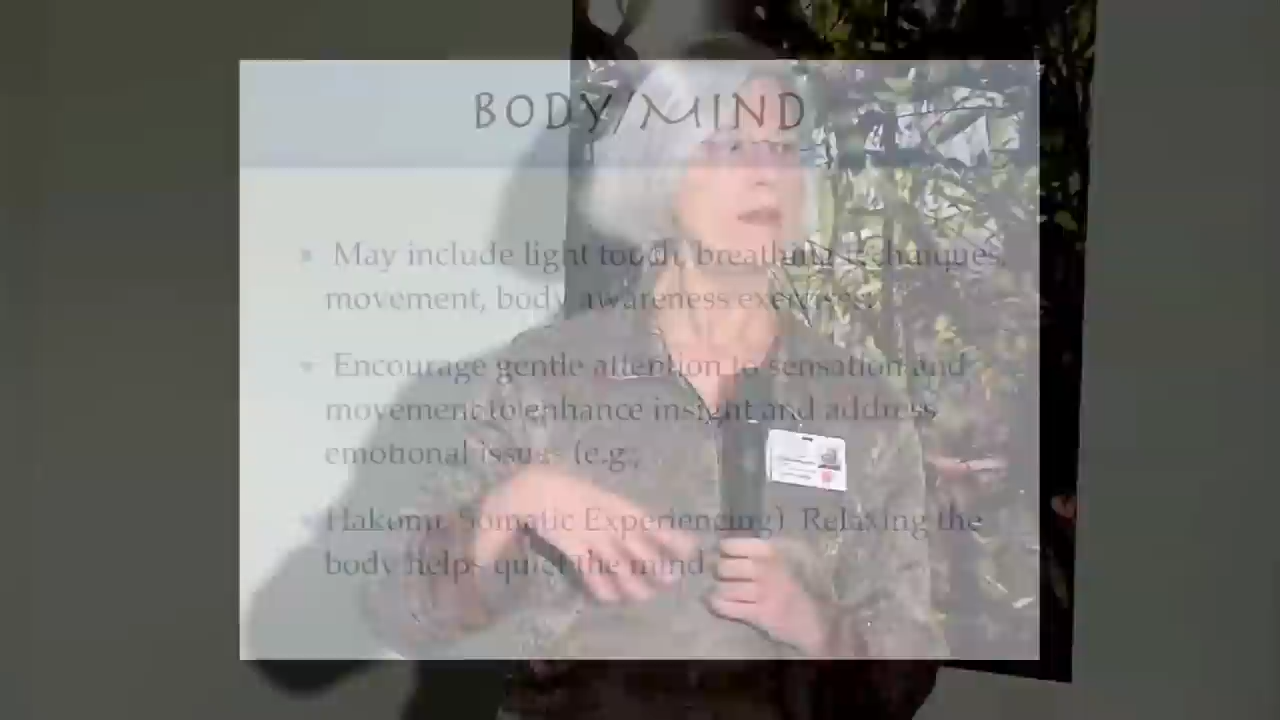 BODY/MIND
May include light touch, breathing techniques,
movement, body awareness exercises.
Encourage gentle attention to sensation and
movement to enhance insight and address
emotional issues (e.g.,
Hakomi, Somatic Experiencing) Relaxing the
body helps quiet the mind